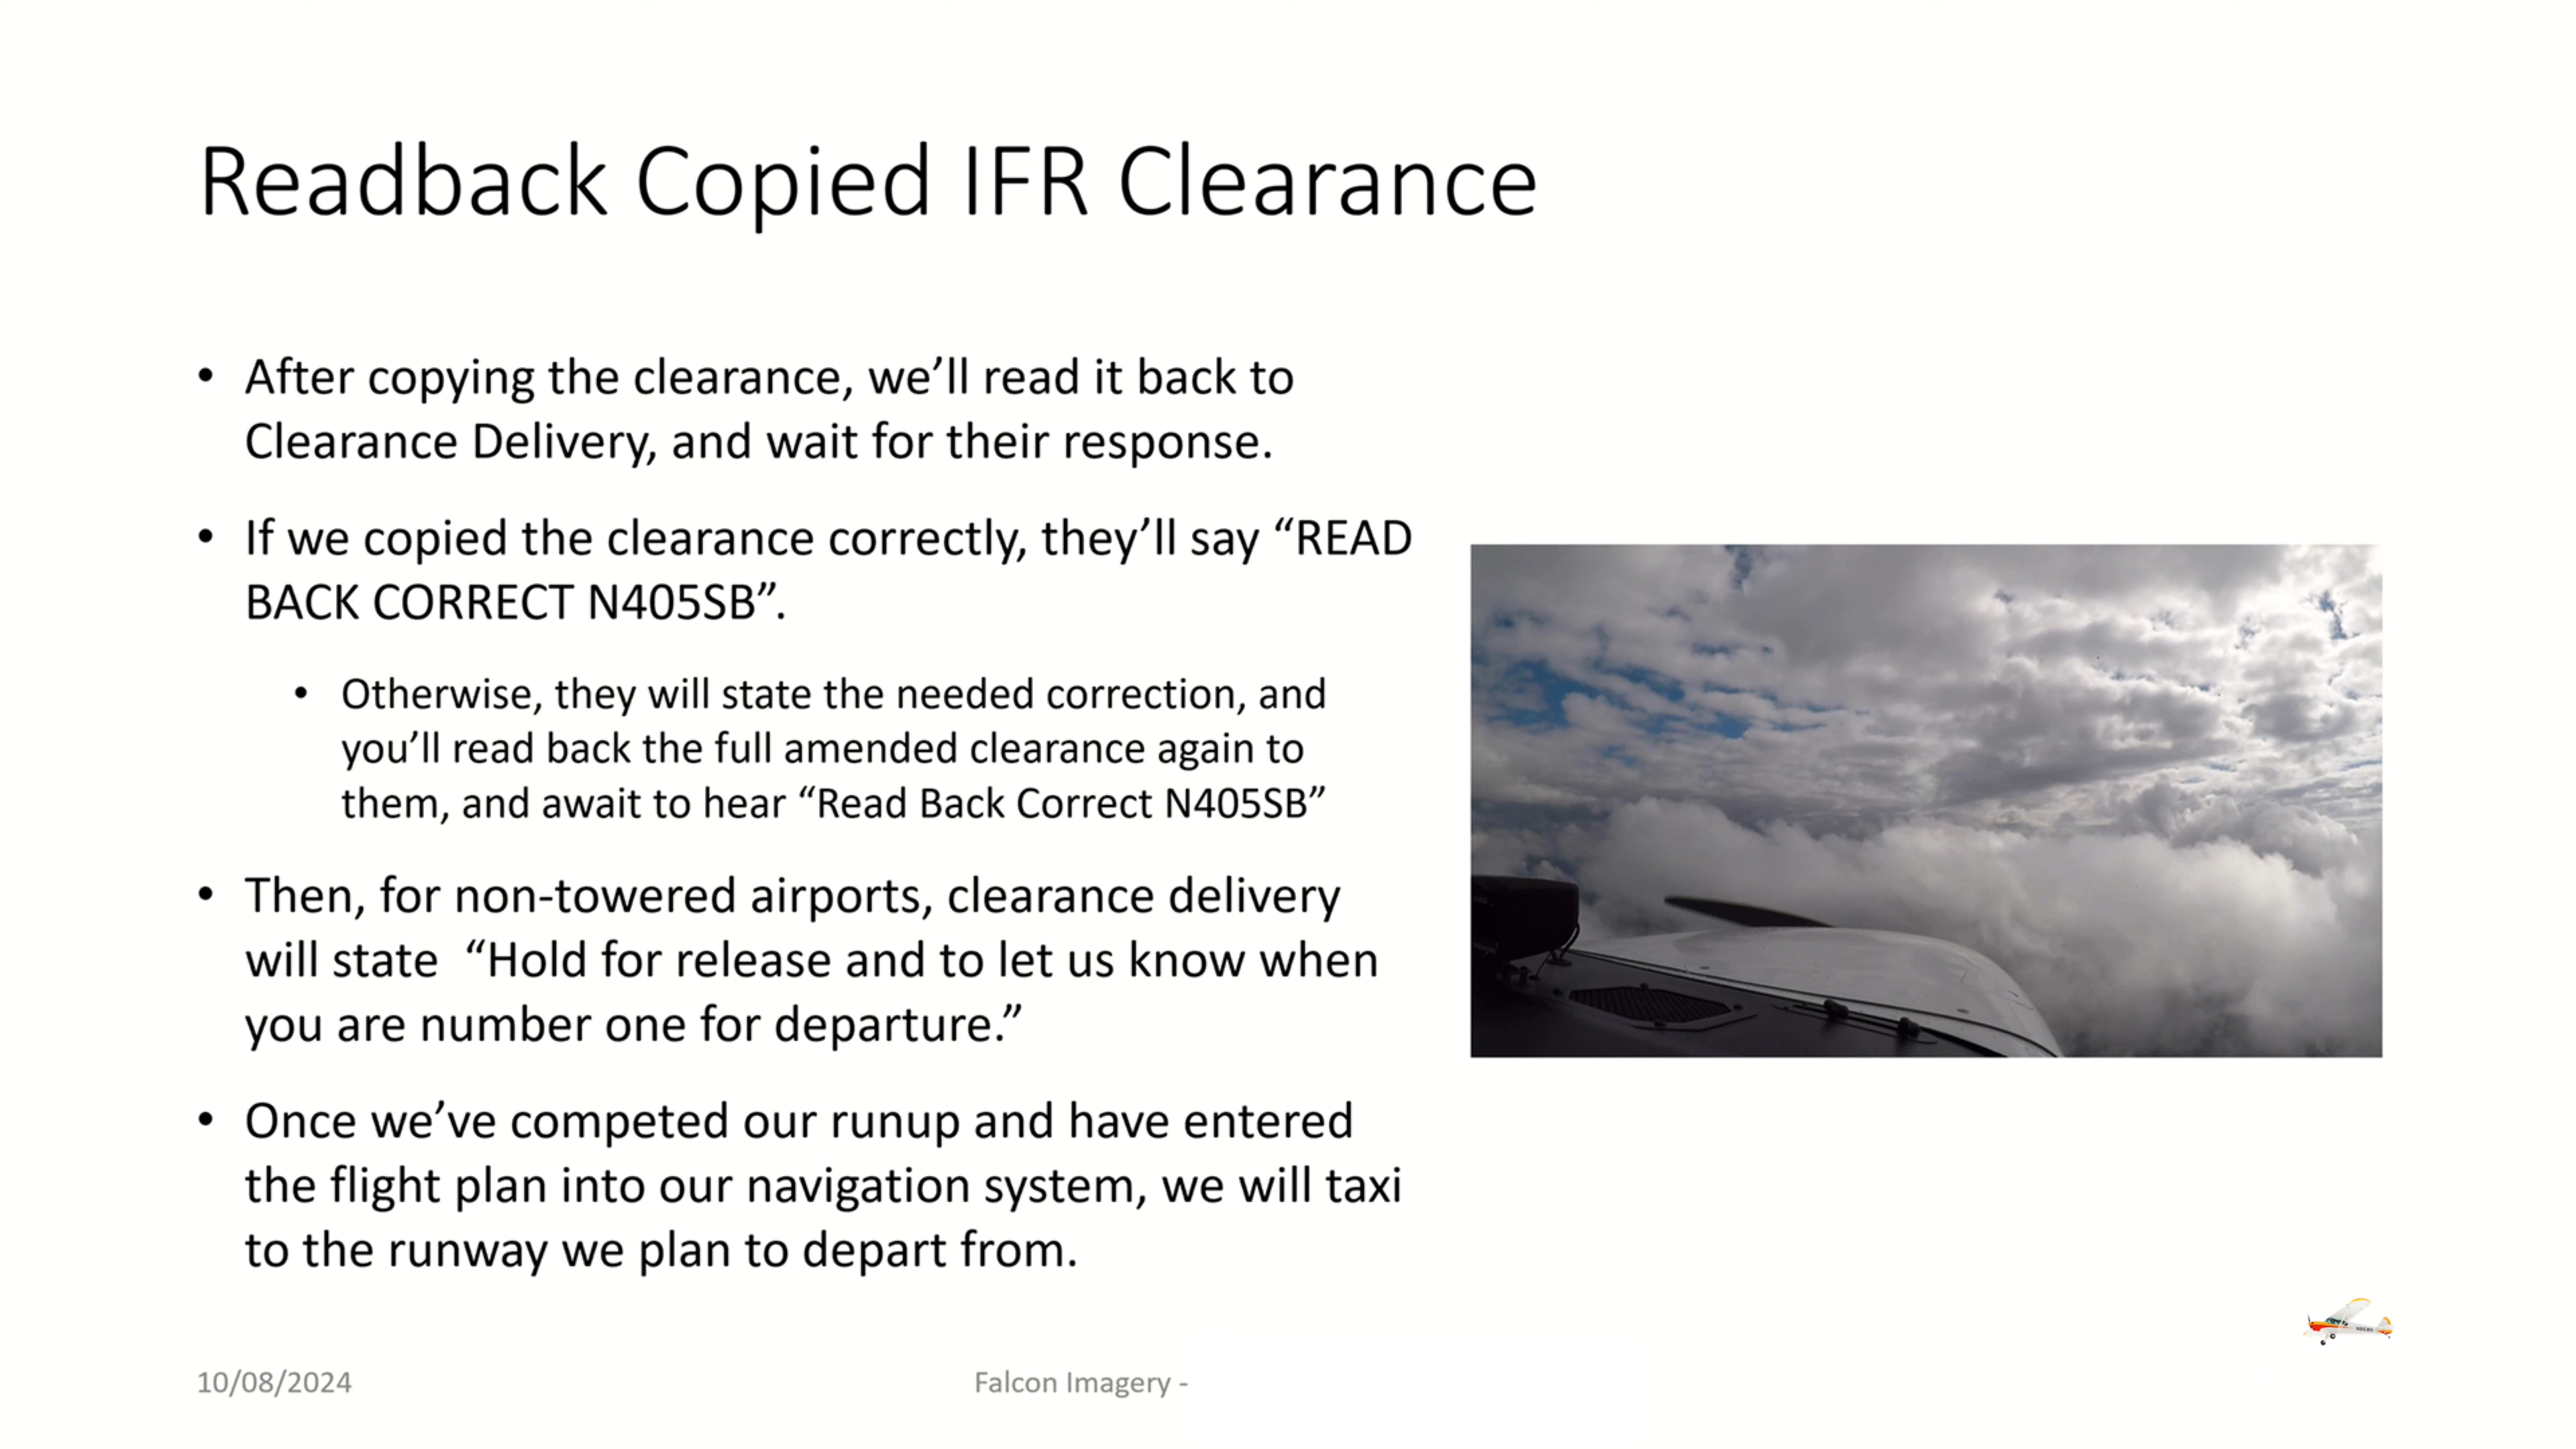 Readback Copied IFR Clearance
• After copying the clearance, we’ll read it back to
Clearance Delivery, and wait for their response.
• If we copied the clearance correctly, they’ll say “READ
BACK CORRECT N405SB”.
• Otherwise, they will state the needed correction, and
you’ll read back the full amended clearance again to
them, and await to hear “Read Back Correct N405SB”
• Then, for non-towered airports, clearance delivery
will state “Hold for release and to let us know when
you are number one for departure.”
• Once we’ve competed our runup and have entered
the flight plan into our navigation system, we will taxi
to the runway we plan to depart from.
10/08/2024
Falcon Imagery -